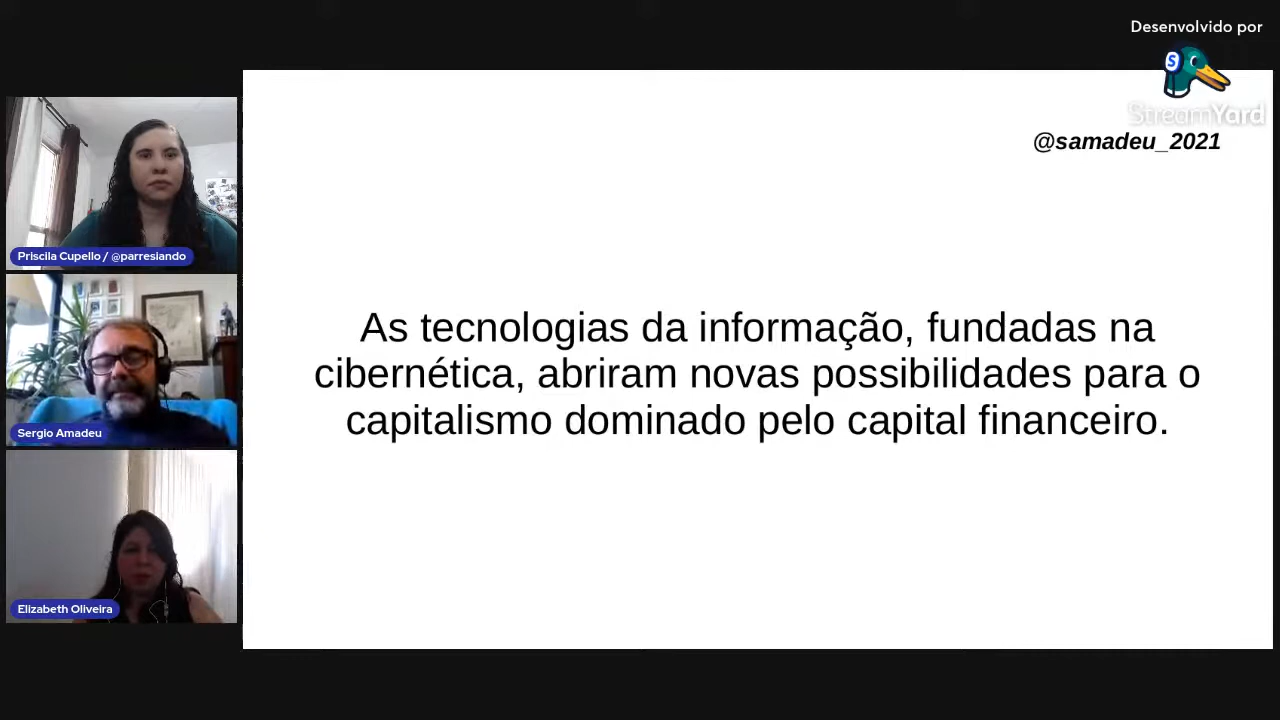 Desenvolvido por
StreamYard
@samadeu_2021
Priscila Cupello / @parresiando
Sergio Amadeu
Elizabeth Oliveira
As tecnologias da informação, fundadas na
cibernética, abriram novas possibilidades para o
capitalismo dominado pelo capital financeiro.